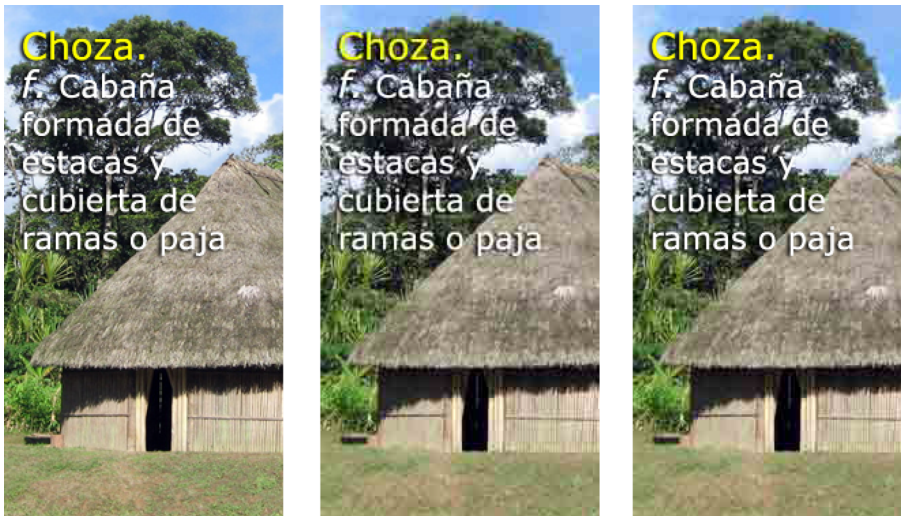 Choza.
f. Cabaña
formada de
estacas y
cubierta de
ramas o paja
Choza.
f. Cabaña
formada de
estacas y
cubierta de
ramas o paja
Choza.
f. Cabaña
formada de
estacas y
cubierta de
ramas o paja